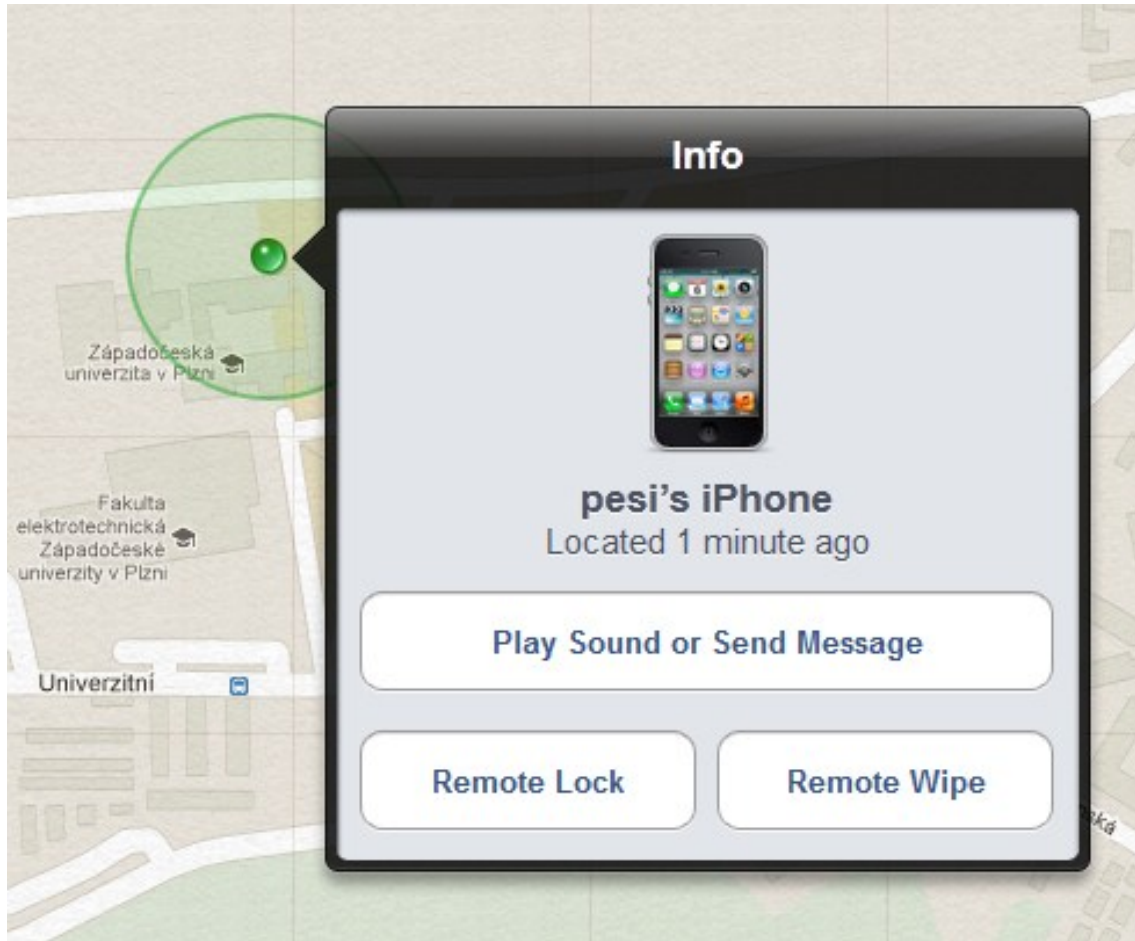 Info
Západočeská
univerzita v Plzni
pesi's iPhone
Located 1 minute ago
Fakulta
elektrotechnická
Západočeské
univerzity v Plzni
Play Sound or Send Message
Univerzitní
Remote Lock
Remote Wipe